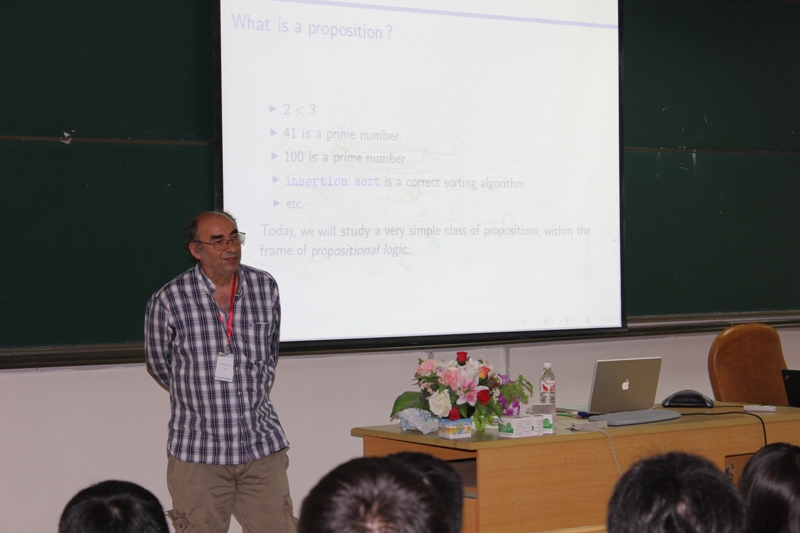 What is a proposition?
2 < 3
41 is a prime number
100 is a prime number
insertion sort is a correct sorting algorithm
etc.
Today, we will study a very simple class of propositions, within the
frame of propositional logic.